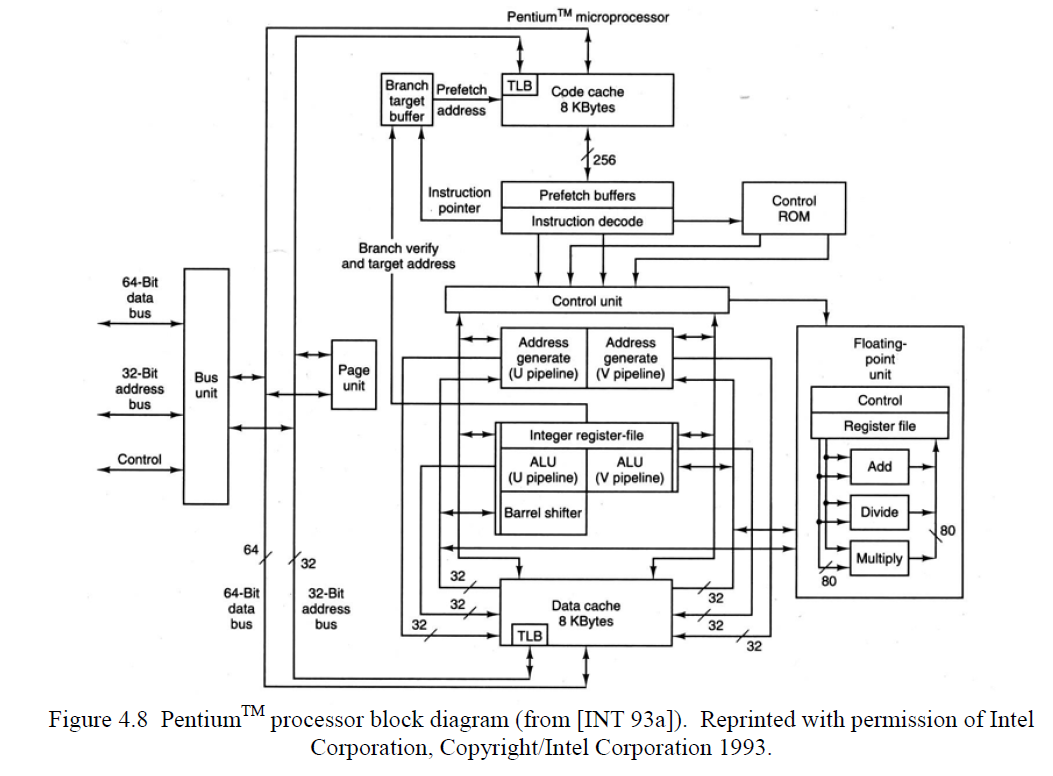 Pentium™ microprocessor
TLB
Code cache
8 KBytes
Branch
target
buffer
Prefetch
address
256
Instruction
pointer
Prefetch buffers
Instruction decode
Control
ROM
Branch verify
and target address
64-Bit
data
bus
32-Bit
address
bus
Control
Bus
unit
Page
unit
Control unit
Address
generate
(U pipeline)
Address
generate
(V pipeline)
Integer register-file
ALU
(U pipeline)
ALU
(V pipeline)
Barrel shifter
Floating-
point
unit
Control
Register file
Add
Divide
Multiply
80
80
64
32
64-Bit
data
bus
32-Bit
address
bus
32
32
32
32
32
32
Data cache
8 KBytes
TLB
Figure 4.8 Pentium™ processor block diagram (from [INT 93a]). Reprinted with permission of Intel
Corporation, Copyright/Intel Corporation 1993.